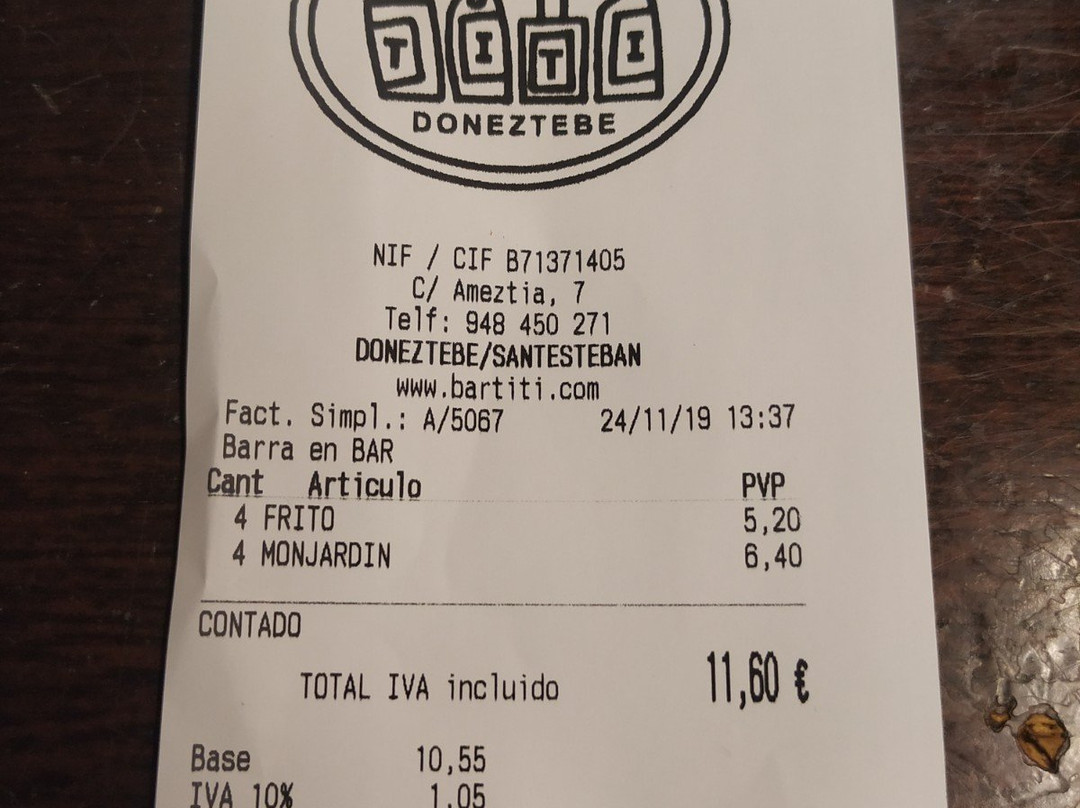 TITI
DONEZTEBE
NIF / CIF B71371405
C/ Ameztia, 7
Telf: 948 450 271
DONEZTEBE/SANTESTEBAN
www.bartiti.com
Fact. Simpl.: A/5067 24/11/19 13:37
Barra en BAR
Cant Articulo PVP
4 FRITO 5,20
4 MONJARDIN 6,40
CONTADO
TOTAL IVA incluido 11,60 €
Base 10,55
IVA 10% 1,05